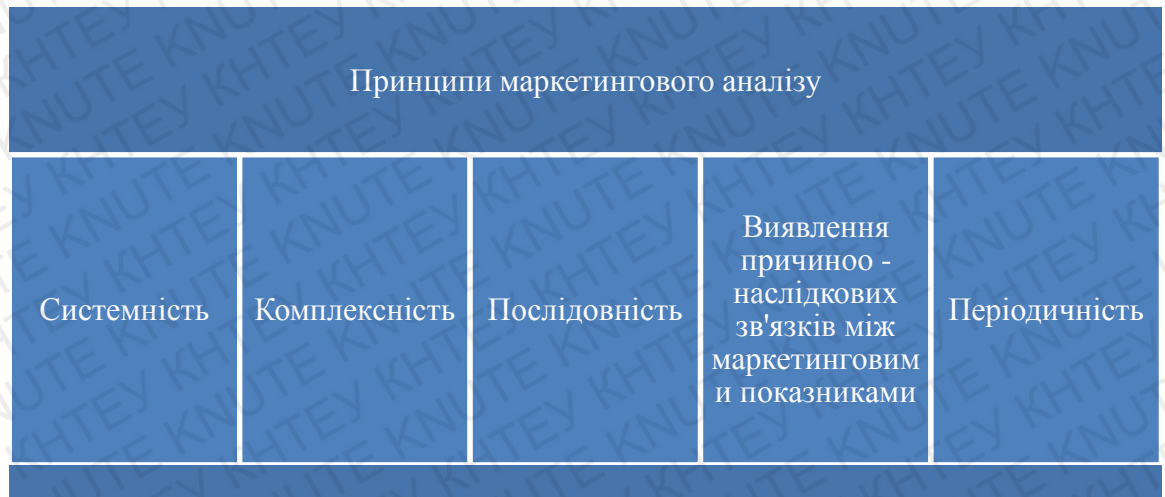 Принципи маркетингового аналізу
Системність
Комплексність
Послідовність
Виявлення
причиноо -
наслідкових
зв'язків між
маркетинговим
и показниками
Періодичність